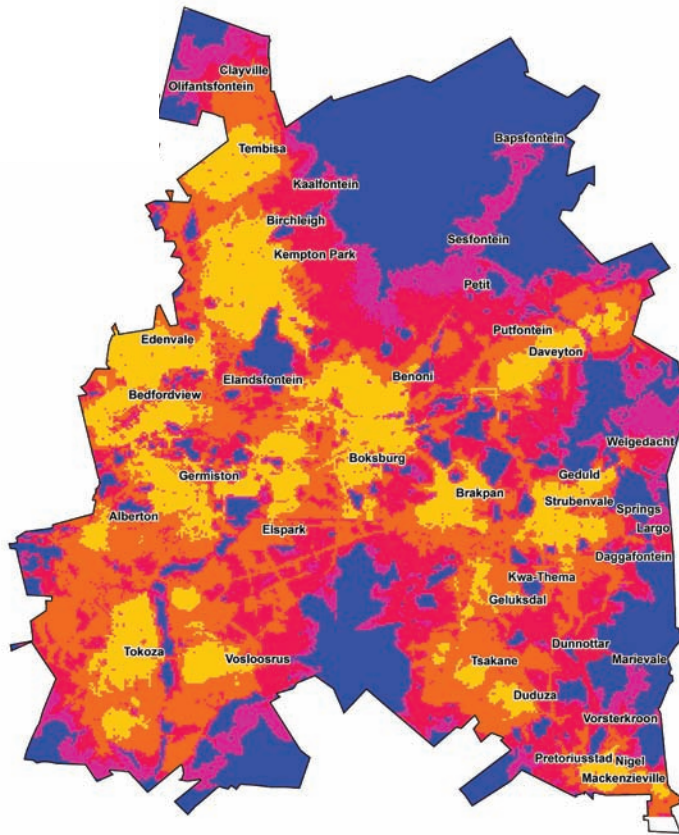 Clayville
Olifantsfontein
Bapsfontein
Tembisa
Kaalfontein
Birchleigh
Sesfontein
Kempton Park
Petit
Putfontein
Edenvale
Daveyton
Benoni
Elandsfontein
Bedfordview
Welgedacht
Boksburg
Geduld
Germiston
Brakpan
Strubenvale
Springs
Alberton
Largo
Elspark
Daggafontein
Kwa-Thema
Geluksdal
Dunnottar
Tokoza
Vosloosrus
Marievale
Tsakane
Duduza
Vorsterkroon
Pretoriusstad
Nigel
Mackenzieville